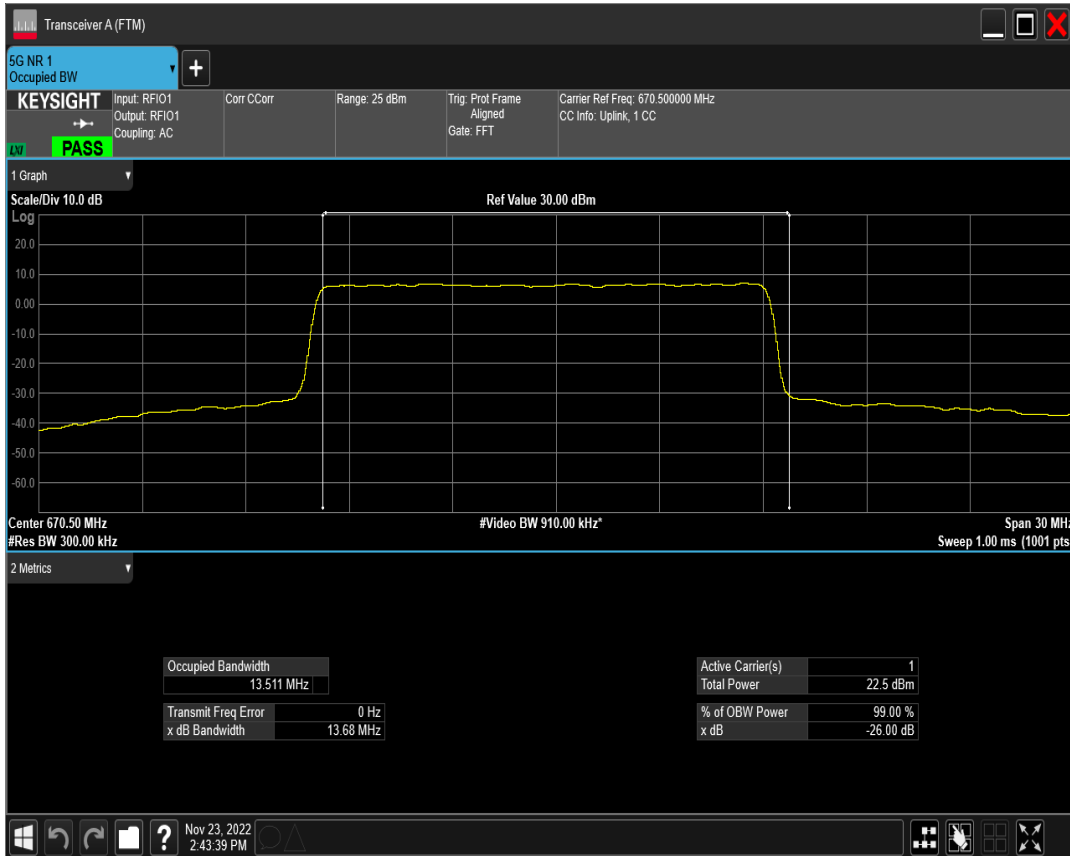 Transceiver A (FTM)
5G NR 1
Occupied BW
+
KEYSIGHT
Input: RFIO1
Output: RFIO1
Coupling: AC
Corr CCorr
Range: 25 dBm
Trig: Prot Frame
Aligned
Gate: FFT
Carrier Ref Freq: 670.500000 MHz
CC Info: Uplink, 1 CC
LXI
PASS
1 Graph
Scale/Div 10.0 dB
Ref Value 30.00 dBm
Log
20.0
10.0
0.00
-10.0
-20.0
-30.0
-40.0
-50.0
-60.0
Center 670.50 MHz
#Video BW 910.00 kHz*
Span 30 MHz
#Res BW 300.00 kHz
Sweep 1.00 ms (1001 pts
2 Metrics
Occupied Bandwidth
13.511 MHz
Transmit Freq Error 0 Hz
x dB Bandwidth 13.68 MHz
Active Carrier(s) 1
Total Power 22.5 dBm
% of OBW Power 99.00 %
x dB -26.00 dB
?
Nov 23, 2022
2:43:39 PM